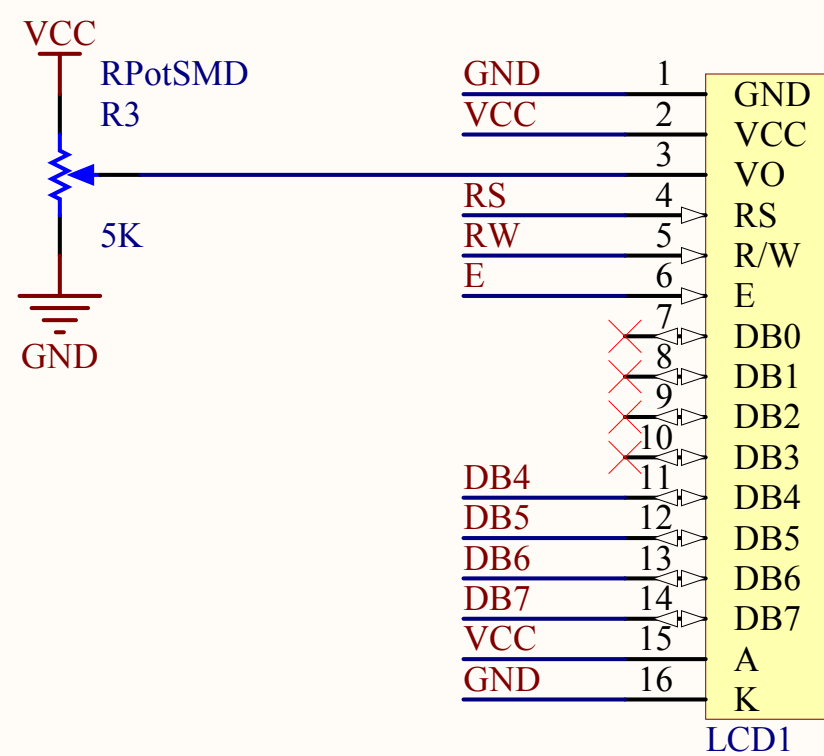 VCC
RPotSMD
R3
5K
GND
GND 1 GND
VCC 2 VCC
3 VO
RS 4 RS
RW 5 R/W
E 6 E
7 DB0
8 DB1
9 DB2
10 DB3
DB4 11 DB4
DB5 12 DB5
DB6 13 DB6
DB7 14 DB7
VCC 15 A
GND 16 K
LCD1